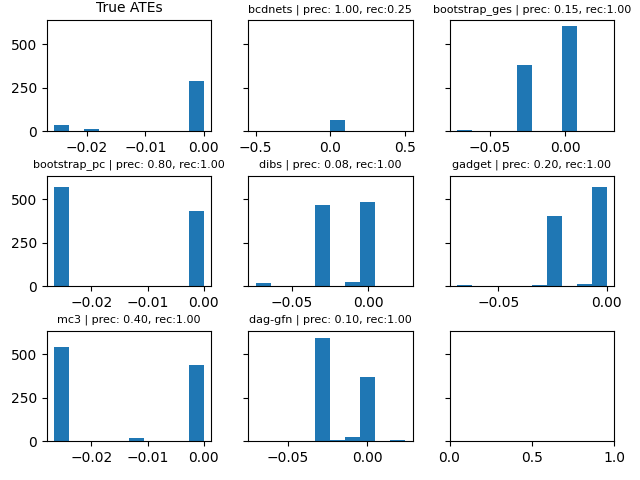 True ATEs bcdnets | prec: 1.00, rec:0.25 bootstrap_ges | prec: 0.15, rec:1.00
500
250
0
−0.02 −0.01 0.00 −0.5 0.0 0.5 −0.05 0.00
bootstrap_pc | prec: 0.80, rec:1.00 dibs | prec: 0.08, rec:1.00 gadget | prec: 0.20, rec:1.00
500
250
0
−0.02 −0.01 0.00 −0.05 0.00 −0.05 0.00
mc3 | prec: 0.40, rec:1.00 dag-gfn | prec: 0.10, rec:1.00
500
250
0
−0.02 −0.01 0.00 −0.05 0.00 0.0 0.5 1.0